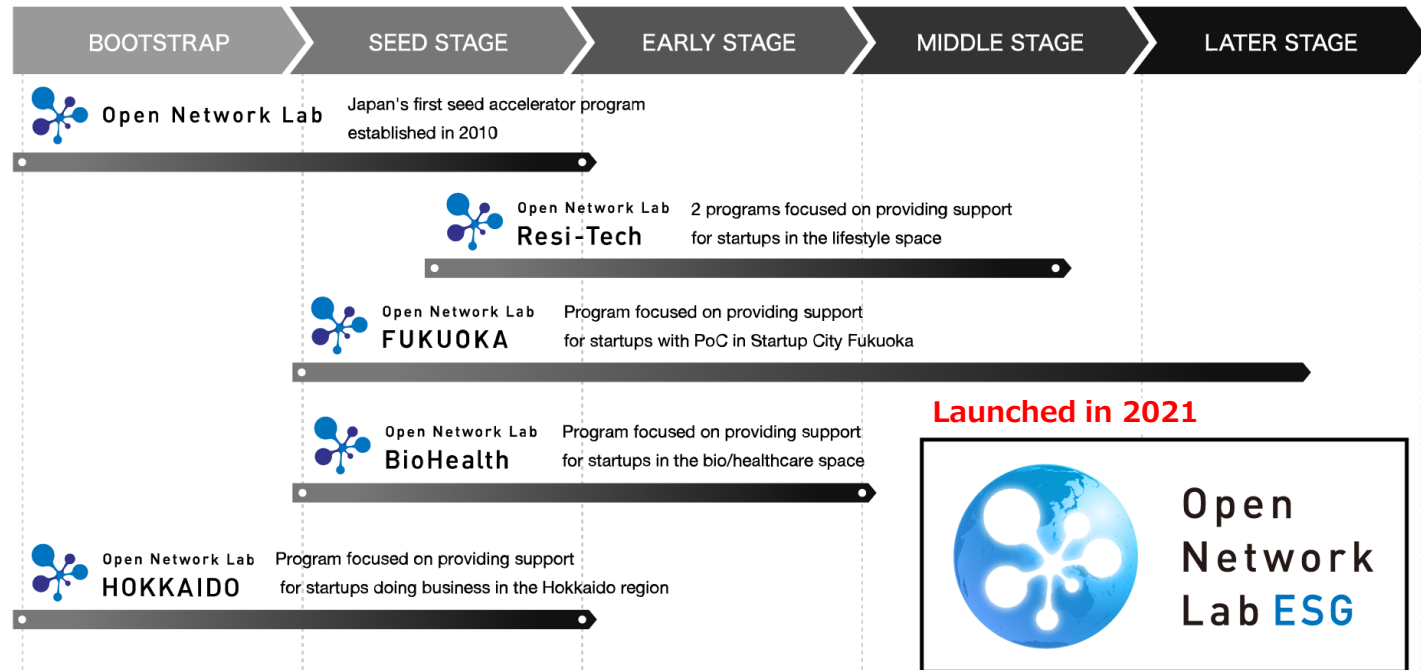 BOOTSTRAP
SEED STAGE
EARLY STAGE
MIDDLE STAGE
LATER STAGE
Open Network Lab
Japan's first seed accelerator program
established in 2010
Open Network Lab
Resi-Tech
2 programs focused on providing support
for startups in the lifestyle space
Open Network Lab
FUKUOKA
Program focused on providing support
for startups with PoC in Startup City Fukuoka
Launched in 2021
Open Network Lab
BioHealth
Program focused on providing support
for startups in the bio/healthcare space
Open
Network
Lab ESG
Open Network Lab
HOKKAIDO
Program focused on providing support
for startups doing business in the Hokkaido region